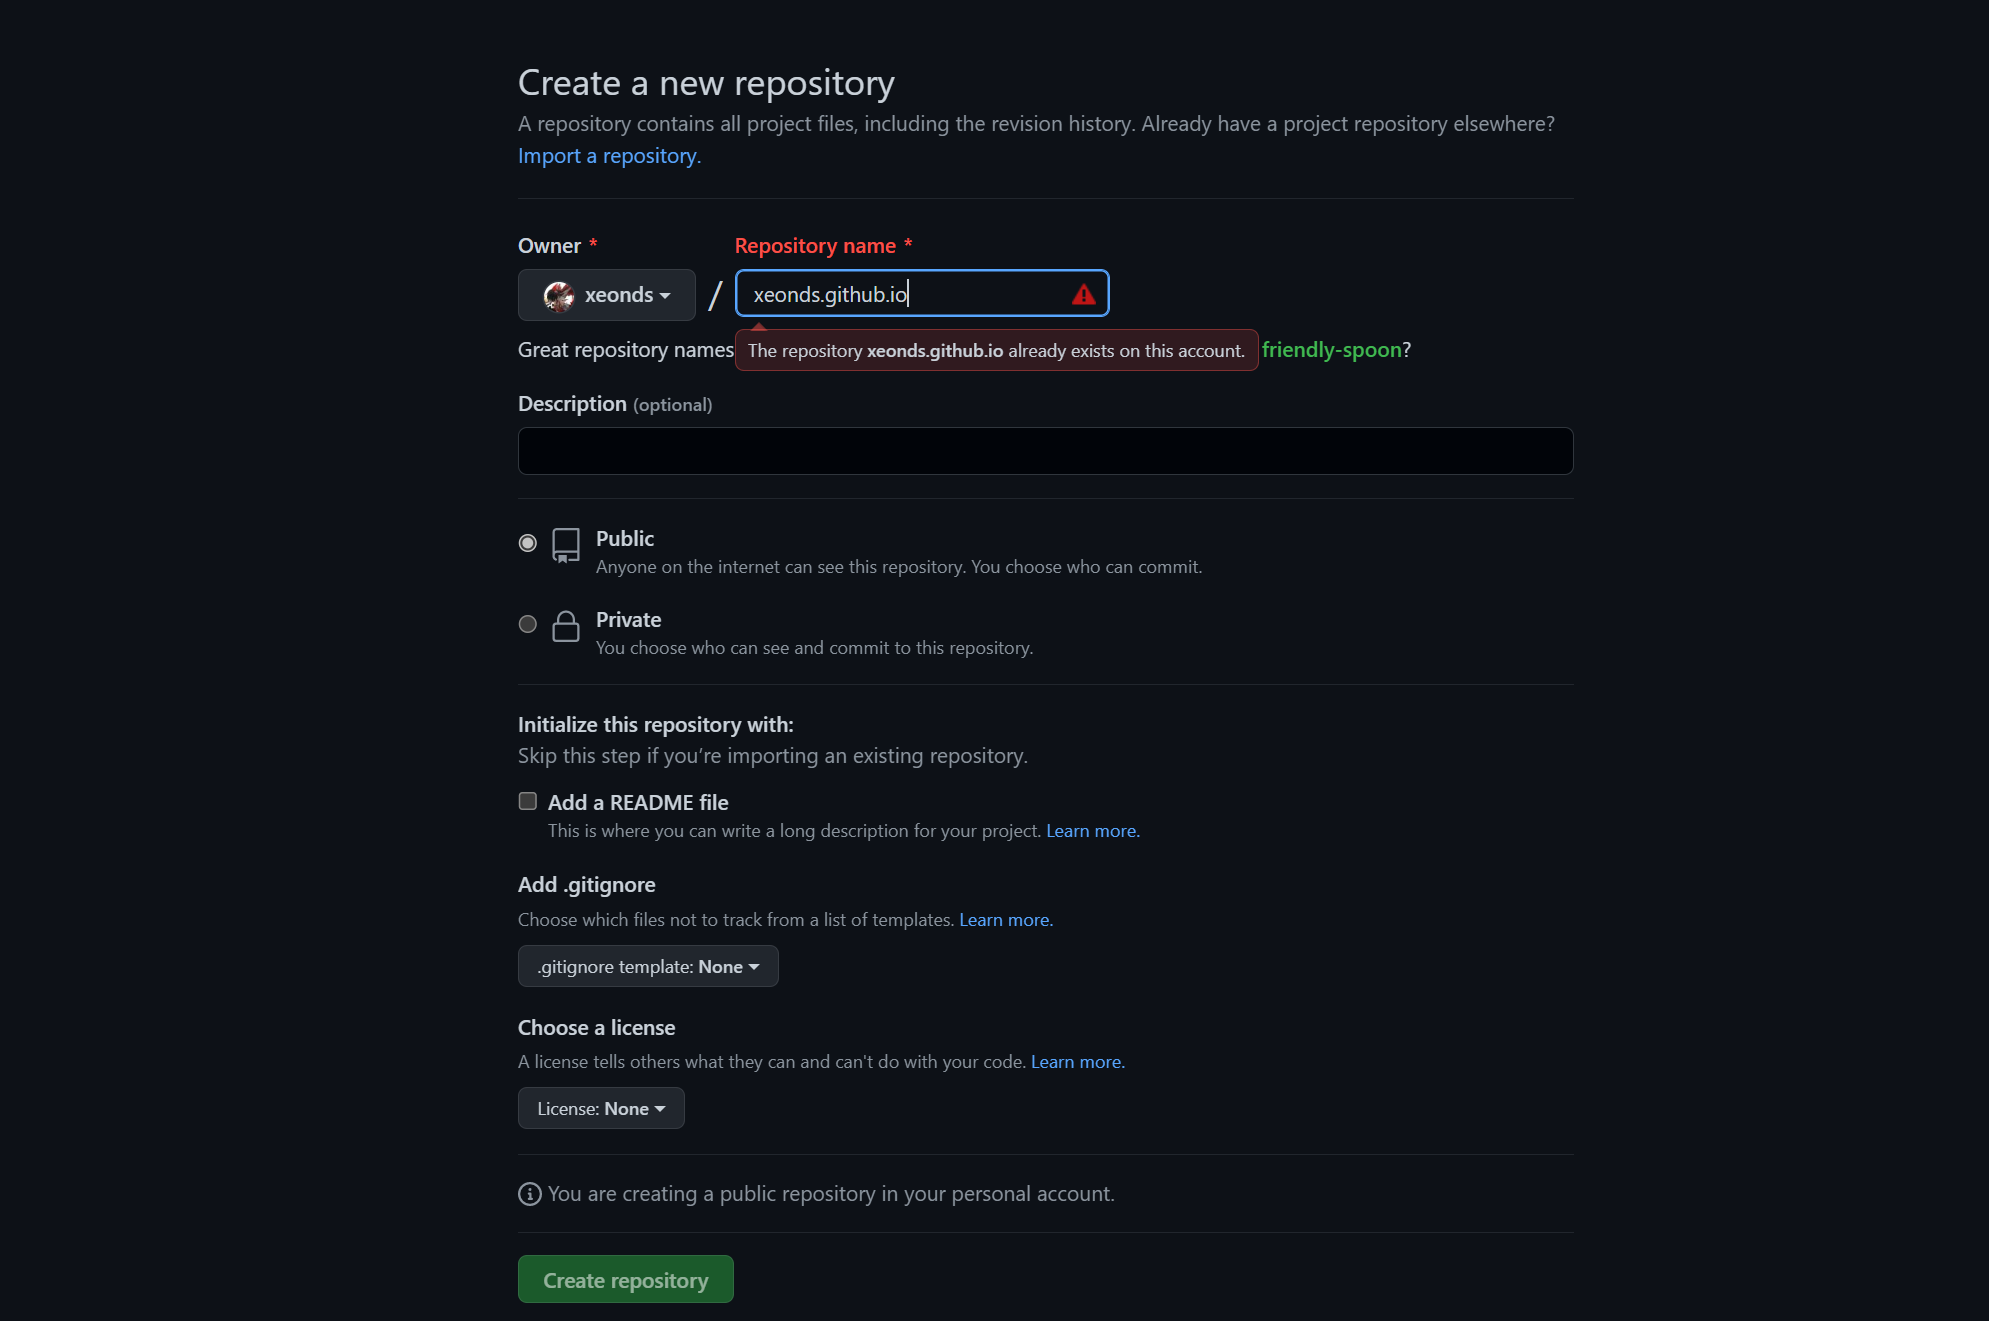 Create a new repository
A repository contains all project files, including the revision history. Already have a project repository elsewhere?
Import a repository.
Owner * Repository name *
xeonds / xeonds.github.io
Great repository names The repository xeonds.github.io already exists on this account. friendly-spoon?
Description (optional)
Public
Anyone on the internet can see this repository. You choose who can commit.
Private
You choose who can see and commit to this repository.
Initialize this repository with:
Skip this step if you’re importing an existing repository.
Add a README file
This is where you can write a long description for your project. Learn more.
Add .gitignore
Choose which files not to track from a list of templates. Learn more.
.gitignore template: None
Choose a license
A license tells others what they can and can't do with your code. Learn more.
License: None
You are creating a public repository in your personal account.
Create repository